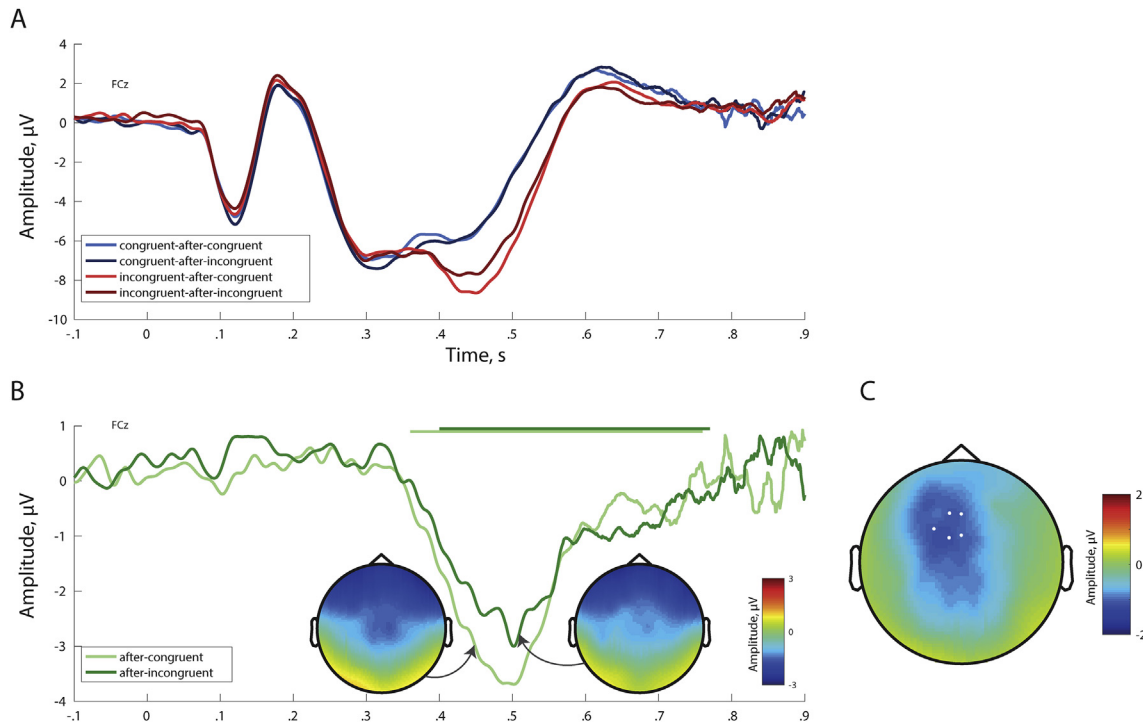 A
4
2
0
-2
-4
-6
-8
-10
Amplitude, µV
FCz
congruent-after-congruent
congruent-after-incongruent
incongruent-after-congruent
incongruent-after-incongruent
-.1 0 .1 .2 .3 .4 .5 .6 .7 .8 .9
Time, s
B
1
0
-1
-2
-3
-4
Amplitude, µV
FCz
after-congruent
after-incongruent
Amplitude, µV
3
0
-3
-.1 0 .1 .2 .3 .4 .5 .6 .7 .8 .9
C
Amplitude, µV
2
0
-2